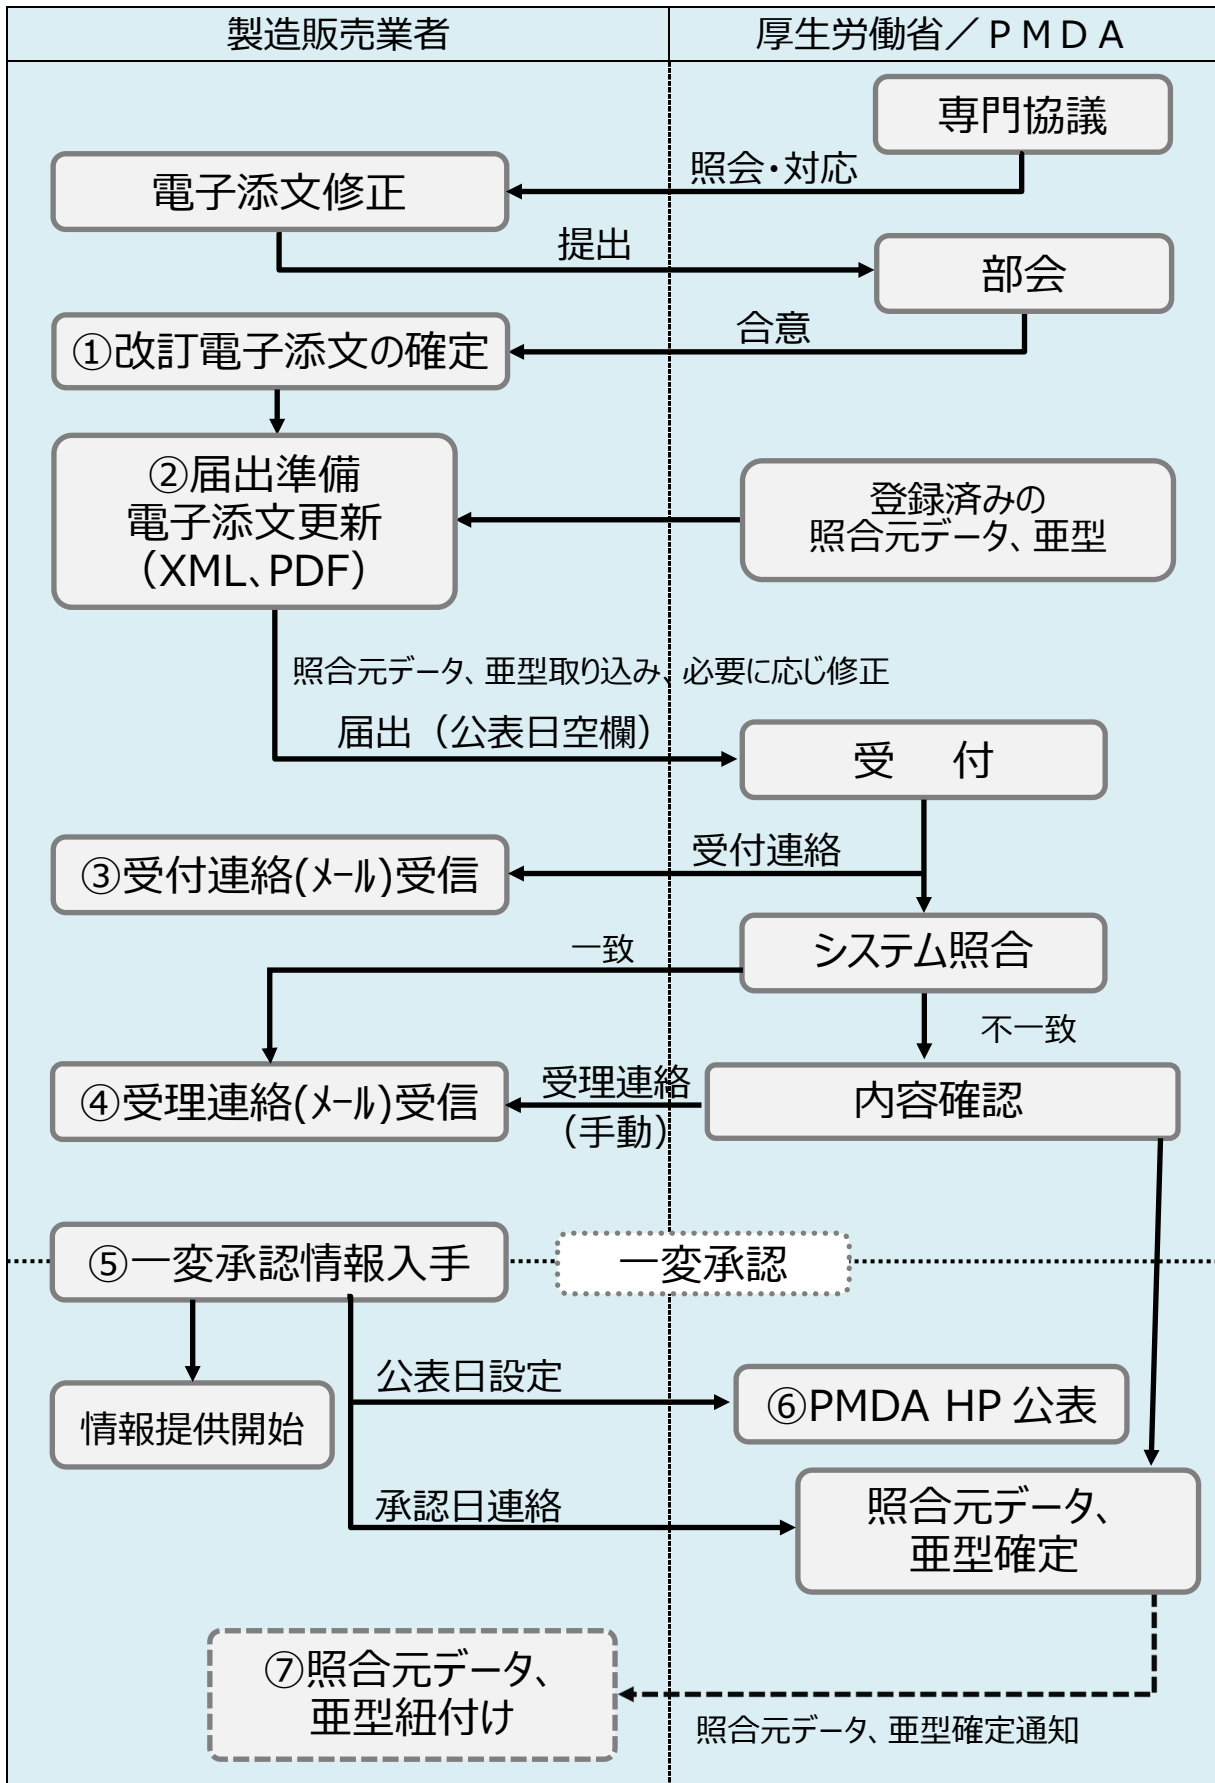 製造販売業者
厚生労働省／ＰＭＤＡ
専門協議
照会・対応
電子添文修正
提出
部会
合意
①改訂電子添文の確定
②届出準備
電子添文更新
（XML、PDF）
登録済みの
照合元データ、亜型
照合元データ、亜型取り込み、必要に応じ修正
届出（公表日空欄）
受　付
受付連絡
③受付連絡(ﾒｰﾙ)受信
システム照合
一致
不一致
内容確認
受理連絡
（手動）
④受理連絡(ﾒｰﾙ)受信
⑤一変承認情報入手
一変承認
公表日設定
⑥PMDA HP 公表
情報提供開始
承認日連絡
照合元データ、
亜型確定
⑦照合元データ、
亜型紐付け
照合元データ、亜型確定通知